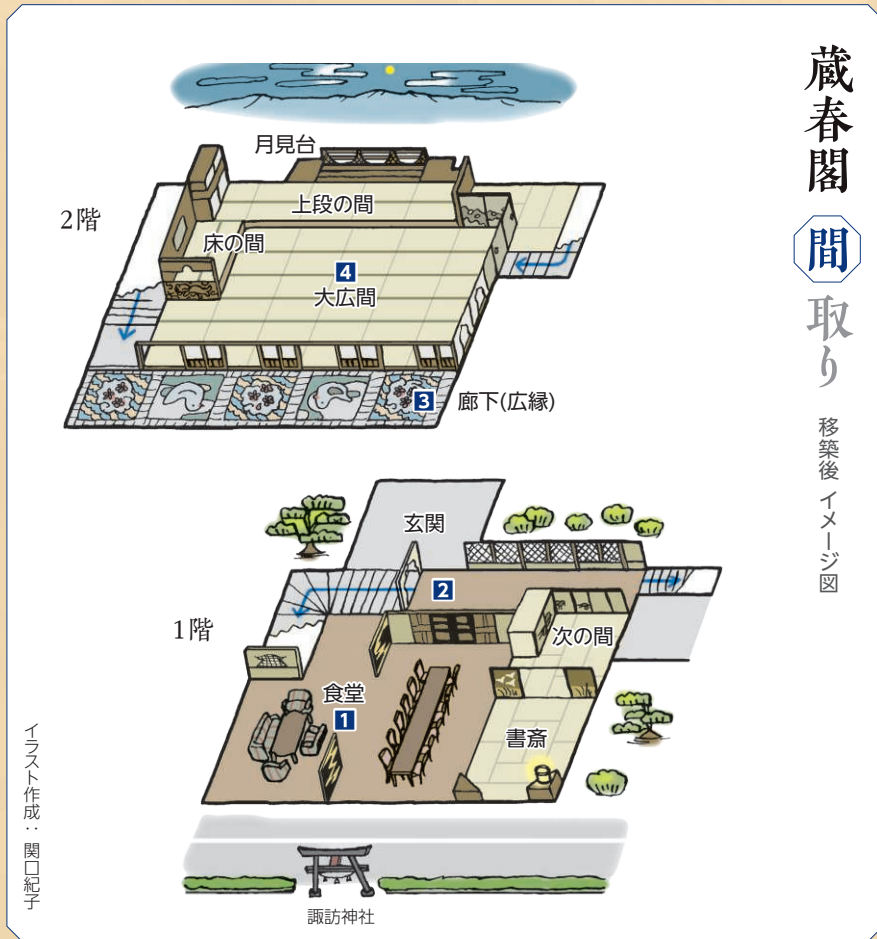 蔵春閣 間取り 移築後 イメージ図
月見台
2階
上段の間
床の間
4
大広間
3
廊下(広縁)
玄関
2
1階
次の間
食堂
1
書斎
諏訪神社
イラスト作成：関口紀子